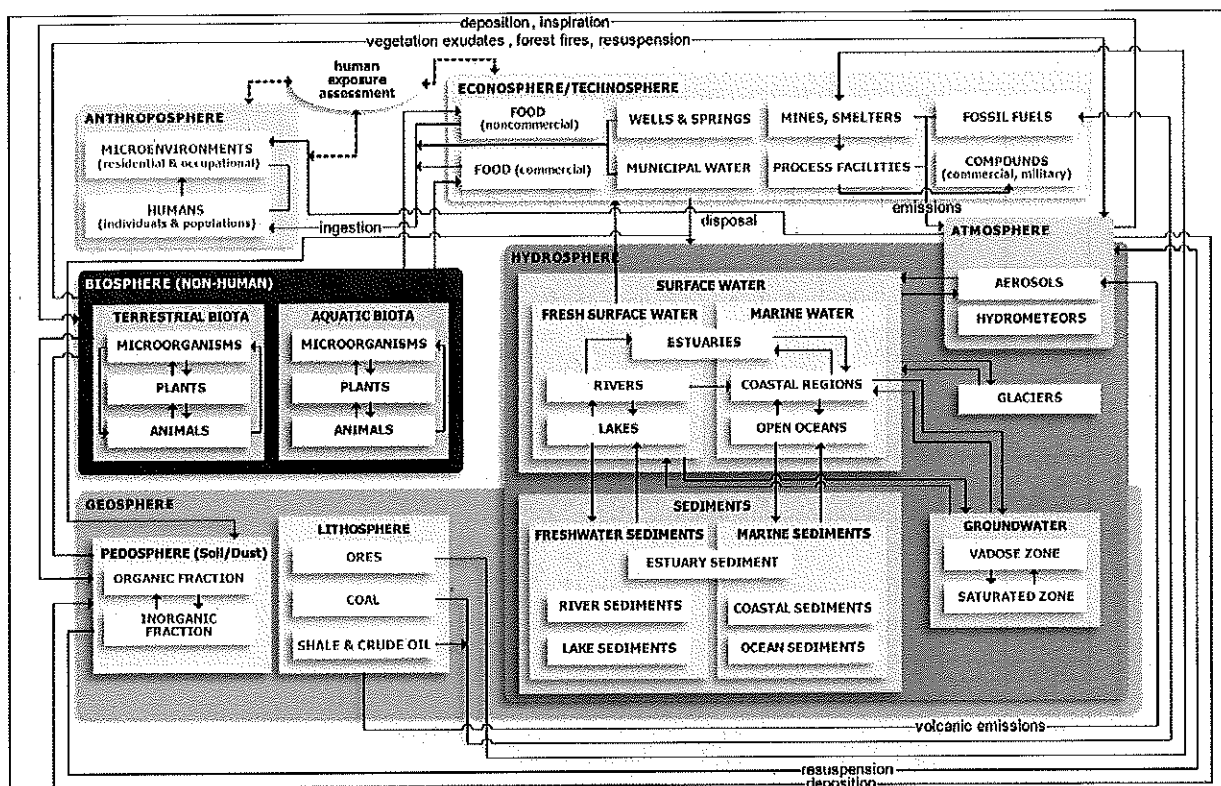 deposition, inspiration
vegetation exudates , forest fires, resuspension
human
exposure
assessment
ECONOSPHERE/TECHNOSPHERE
FOOD
(noncommercial)
WELLS & SPRINGS
MINES, SMELTERS
FOSSIL FUELS
FOOD (commercial)
MUNICIPAL WATER
PROCESS FACILITIES
COMPOUNDS
(commercial, military)
ANTHROPOSPHERE
MICROENVIRONMENTS
(residential & occupational)
HUMANS
(individuals & populations)
ingestion
disposal
emissions
ATMOSPHERE
AEROSOLS
HYDROMETEORS
BIOSPHERE (NON-HUMAN)
TERRESTRIAL BIOTA
MICROORGANISMS
PLANTS
ANIMALS
AQUATIC BIOTA
MICROORGANISMS
PLANTS
ANIMALS
HYDROSPHERE
SURFACE WATER
FRESH SURFACE WATER
MARINE WATER
ESTUARIES
RIVERS
COASTAL REGIONS
LAKES
OPEN OCEANS
GLACIERS
GEOSPHERE
PEDOSPHERE (Soil/Dust)
ORGANIC FRACTION
INORGANIC
FRACTION
LITHOSPHERE
ORES
COAL
SHALE & CRUDE OIL
SEDIMENTS
FRESHWATER SEDIMENTS
MARINE SEDIMENTS
ESTUARY SEDIMENT
RIVER SEDIMENTS
COASTAL SEDIMENTS
LAKE SEDIMENTS
OCEAN SEDIMENTS
GROUNDWATER
VADOSE ZONE
SATURATED ZONE
volcanic emissions
resuspension
deposition